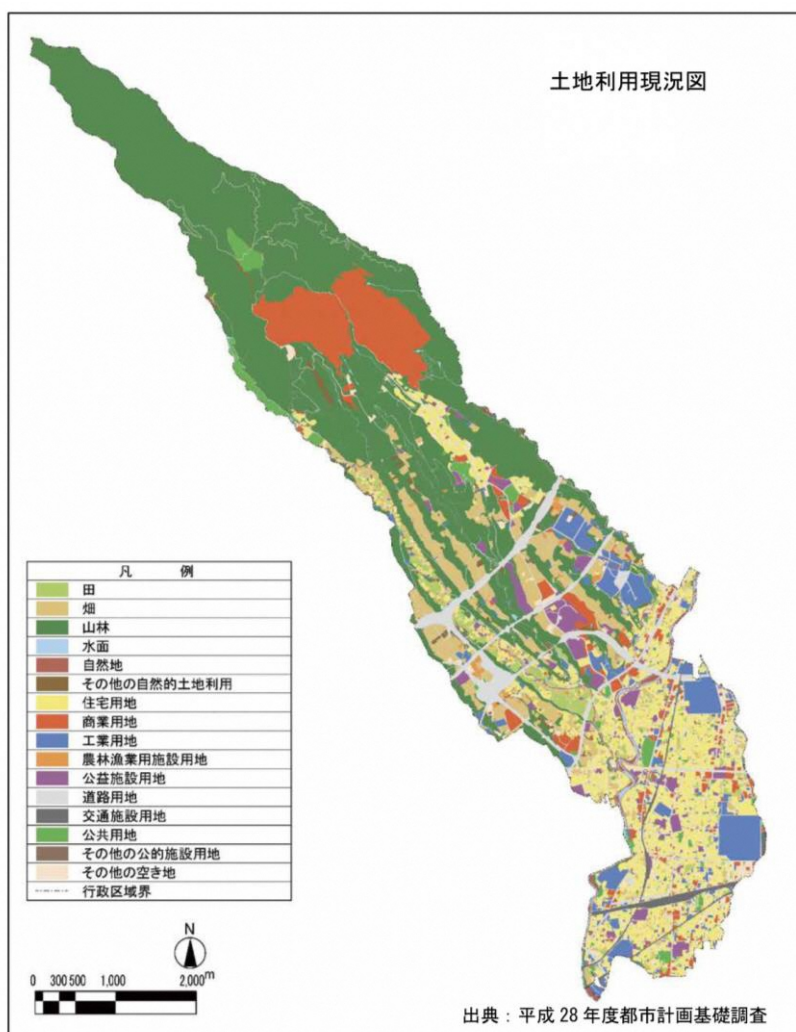 土地利用現況図
凡 例
田
畑
山林
水面
自然地
その他の自然的土地利用
住宅用地
商業用地
工業用地
農林漁業用施設用地
公益施設用地
道路用地
交通施設用地
公共用地
その他の公的施設用地
その他の空き地
行政区域界
N
0 300 500 1,000 2,000m
出典：平成 28 年度都市計画基礎調査